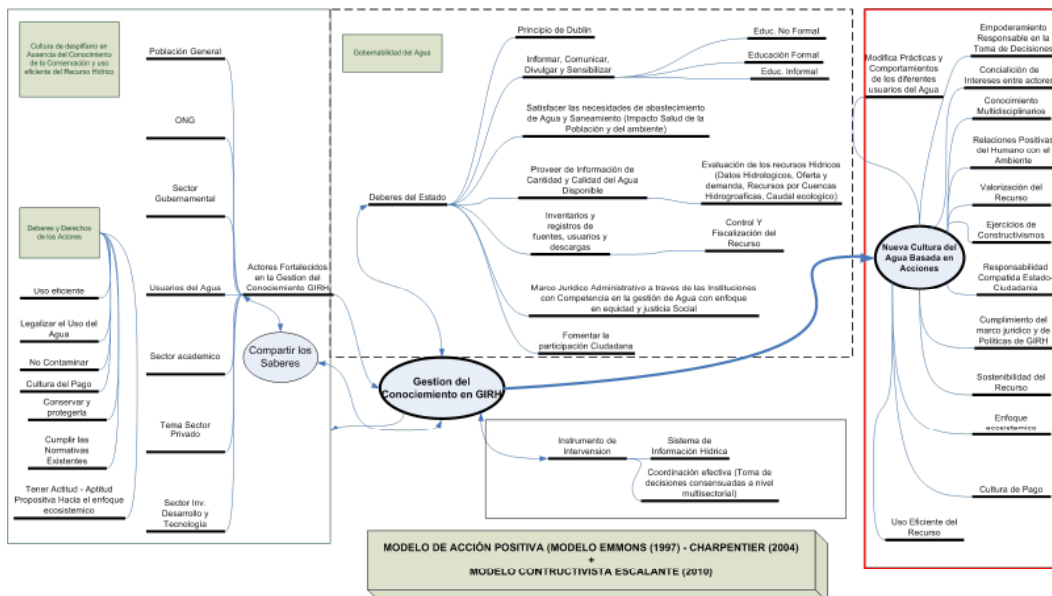 Cultura de despilfarro en
Ausencia del Conocimiento
de la Conservación y uso
eficiente del Recurso Hídrico
Población General
ONG
Sector
Gubernamental
Deberes y Derechos
de los Actores
Uso eficiente
Legalizar el Uso del
Agua
No Contaminar
Cultura del Pago
Conservar y
protegerla
Cumplir las
Normativas
Existentes
Tener Actitud - Aptitud
Propositva Hacia el enfoque
ecosistemico
Usuarios del Agua
Sector academico
Tema Sector
Privado
Sector Inv.
Desarrollo y
Tecnología
Actores Fortalecidos
en la Gestion del
Conociemiento GIRH
Compartir los
Saberes
Gobernabilidad del Agua
Principio de Dublin
Informar, Comunicar,
Divulgar y Sensibilizar
Educ. No Formal
Educación Formal
Educ. Informal
Satisfacer las necesidades de abastecimiento
de Agua y Saneamiento (Impacto Salud de la
Población y del ambiente)
Deberes del Estado
Proveer de Información de
Cantidad y Calidad del Agua
Disponible
Evaluación de los recursos Hídricos
(Datos Hidrologicos, Oferta y
demanda, Recursos por Cuencas
Hidrogroaificas, Caudal ecologico)
Inventarios y
registros de
fuentes, usuarios y
descargas
Control Y
Fiscalización del
Recurso
Marco Juridico Administrativo a traves de las Instituciones
con Competencia en la gestión de Agua con enfoque
en equidad y justicia Social
Fomentar la
participación Ciudadana
Gestion del
Conociemiento en GIRH
Instrumento de
Intervension
Sistema de
Información Hídrica
Coordinación efectiva (Toma de
decisiones consensuadas a nivel
multisectorial)
Modifica Prácticas y
Comportamientos
de los diferentes
usuarios del Agua
Nueva Cultura del
Agua Basada en
Acciones
Empoderamiento
Responsable en la
Toma de Decisiones
Concialición de
Intereses entre actores
Conocimiento
Multidisciplinarios
Relaciones Positivas
del Humano con el
Ambiente
Valorización del
Recurso
Ejercicios de
Constructivismos
Responsabilidad
Compatida Estado-
Ciudadania
Cumplimiento del
marco juridico y de
Politicas de GIRH
Sostenibilidad del
Recurso
Enfoque
ecosistemico
Cultura de Pago
Uso Eficiente del
Recurso
MODELO DE ACCIÓN POSITIVA (MODELO EMMONS (1997) - CHARPENTIER (2004)
+
MODELO CONTRUCTIVISTA ESCALANTE (2010)